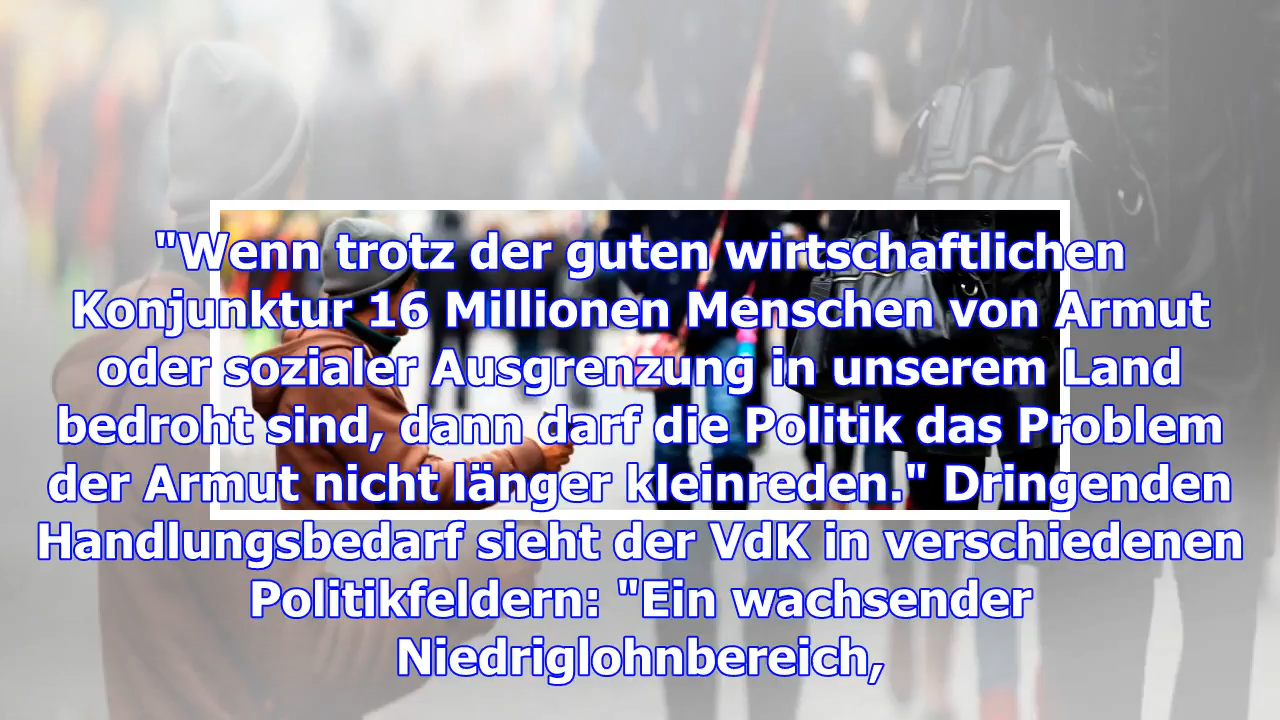 "Wenn trotz der guten wirtschaftlichen
Konjunktur 16 Millionen Menschen von Armut
oder sozialer Ausgrenzung in unserem Land
bedroht sind, dann darf die Politik das Problem
der Armut nicht länger kleinreden." Dringenden
Handlungsbedarf sieht der VdK in verschiedenen
Politikfeldern: "Ein wachsender
Niedriglohnbereich,